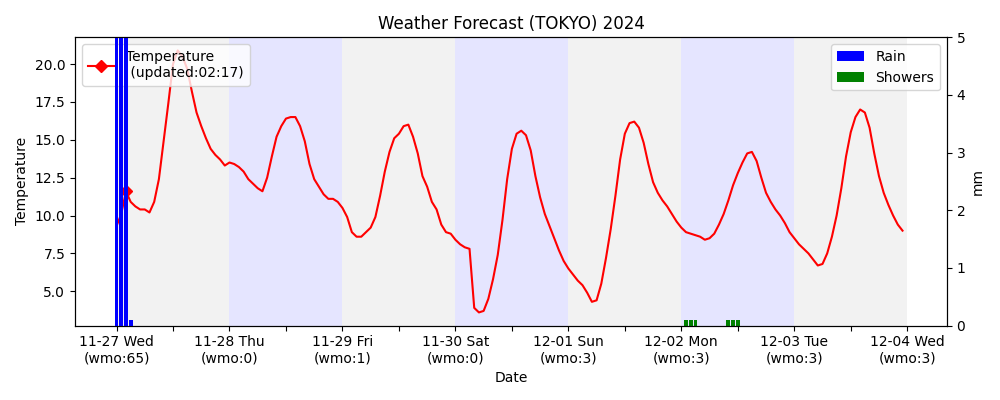 Weather Forecast (TOKYO) 2024
Temperature
(updated:02:17)
Rain
Showers
Temperature
20.0
17.5
15.0
12.5
10.0
7.5
5.0
5
4
3
2
1
0
mm
11-27 Wed
(wmo:65)
11-28 Thu
(wmo:0)
11-29 Fri
(wmo:1)
11-30 Sat
(wmo:0)
12-01 Sun
(wmo:3)
12-02 Mon
(wmo:3)
12-03 Tue
(wmo:3)
12-04 Wed
(wmo:3)
Date